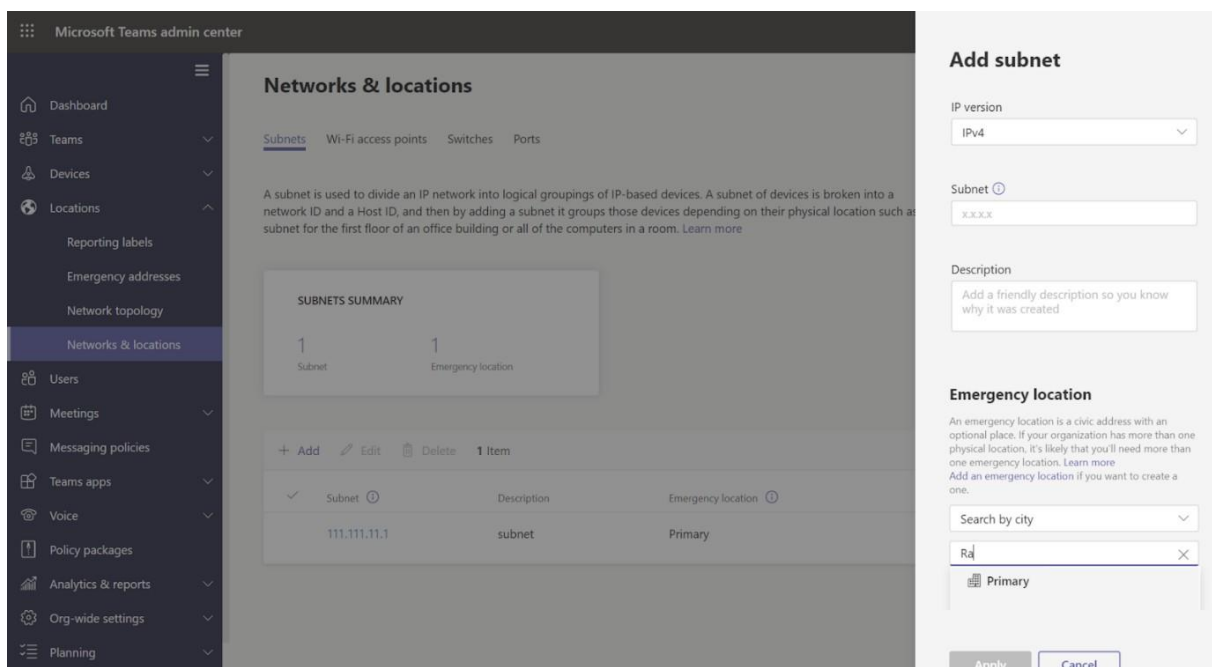 Microsoft Teams admin center
Dashboard
Teams
Devices
Locations
Reporting labels
Emergency addresses
Network topology
Networks & locations
Users
Meetings
Messaging policies
Teams apps
Voice
Policy packages
Analytics & reports
Org-wide settings
Planning
Networks & locations
Subnets Wi-Fi access points Switches Ports
A subnet is used to divide an IP network into logical groupings of IP-based devices. A subnet of devices is broken into a
network ID and a Host ID, and then by adding a subnet it groups those devices depending on their physical location such as
subnet for the first floor of an office building or all of the computers in a room. Learn more
SUBNETS SUMMARY
1 1
Subnet Emergency location
+ Add Edit Delete 1 Item
Subnet Description Emergency location
111.111.11.1 subnet Primary
Add subnet
IP version
IPv4
Subnet
x.x.x.x
Description
Add a friendly description so you know
why it was created
Emergency location
An emergency location is a civic address with an
optional place. If your organization has more than one
physical location, it's likely that you'll need more than
one emergency location. Learn more
Add an emergency location if you want to create a
one.
Search by city
Ra
Primary
Apply Cancel